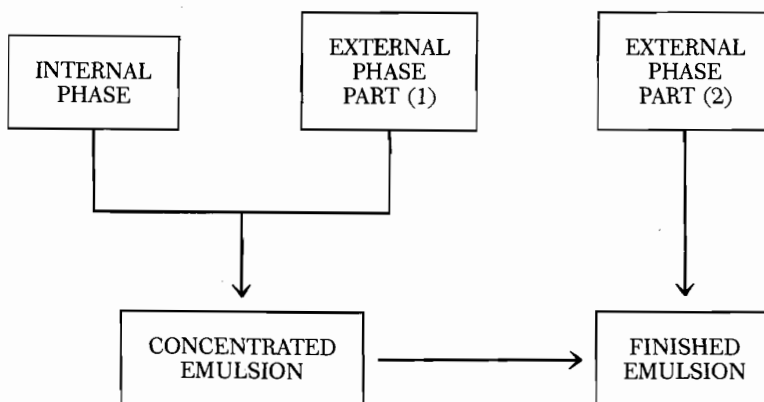 INTERNAL
PHASE
EXTERNAL
PHASE
PART (1)
EXTERNAL
PHASE
PART (2)
CONCENTRATED
EMULSION
FINISHED
EMULSION